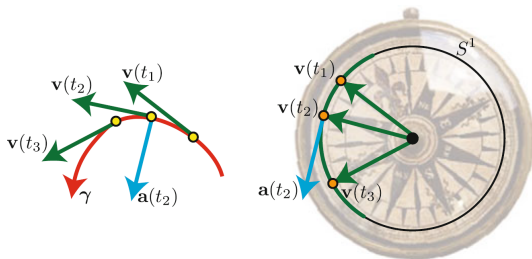 v(t₁)
v(t₂)
v(t₃)
γ
a(t₂)
S¹
v(t₁)
v(t₂)
a(t₂)
v(t₃)